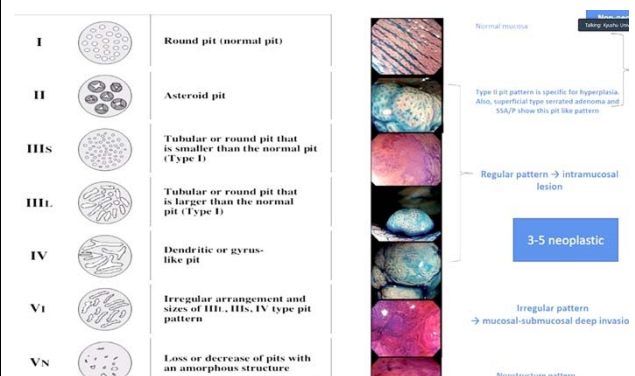 I
Round pit (normal pit)
II
Asteroid pit
IIIs
Tubular or round pit that
is smaller than the normal pit
(Type I)
IIIL
Tubular or round pit that
is larger than the normal
pit (Type I)
IV
Dendritic or gyrus-
like pit
VI
Irregular arrangement and
sizes of IIIL, IIIs, IV type pit
pattern
VN
Loss or decrease of pits with
an amorphous structure
Normal mucosa
Talking: Kyushu
Type II pit pattern is specific for hyperplasia.
Also, superficial type serrated adenoma and
SSA/P show this pit like pattern
Regular pattern → intramucosal
lesion
3-5 neoplastic
Irregular pattern
→ mucosal-submucosal deep